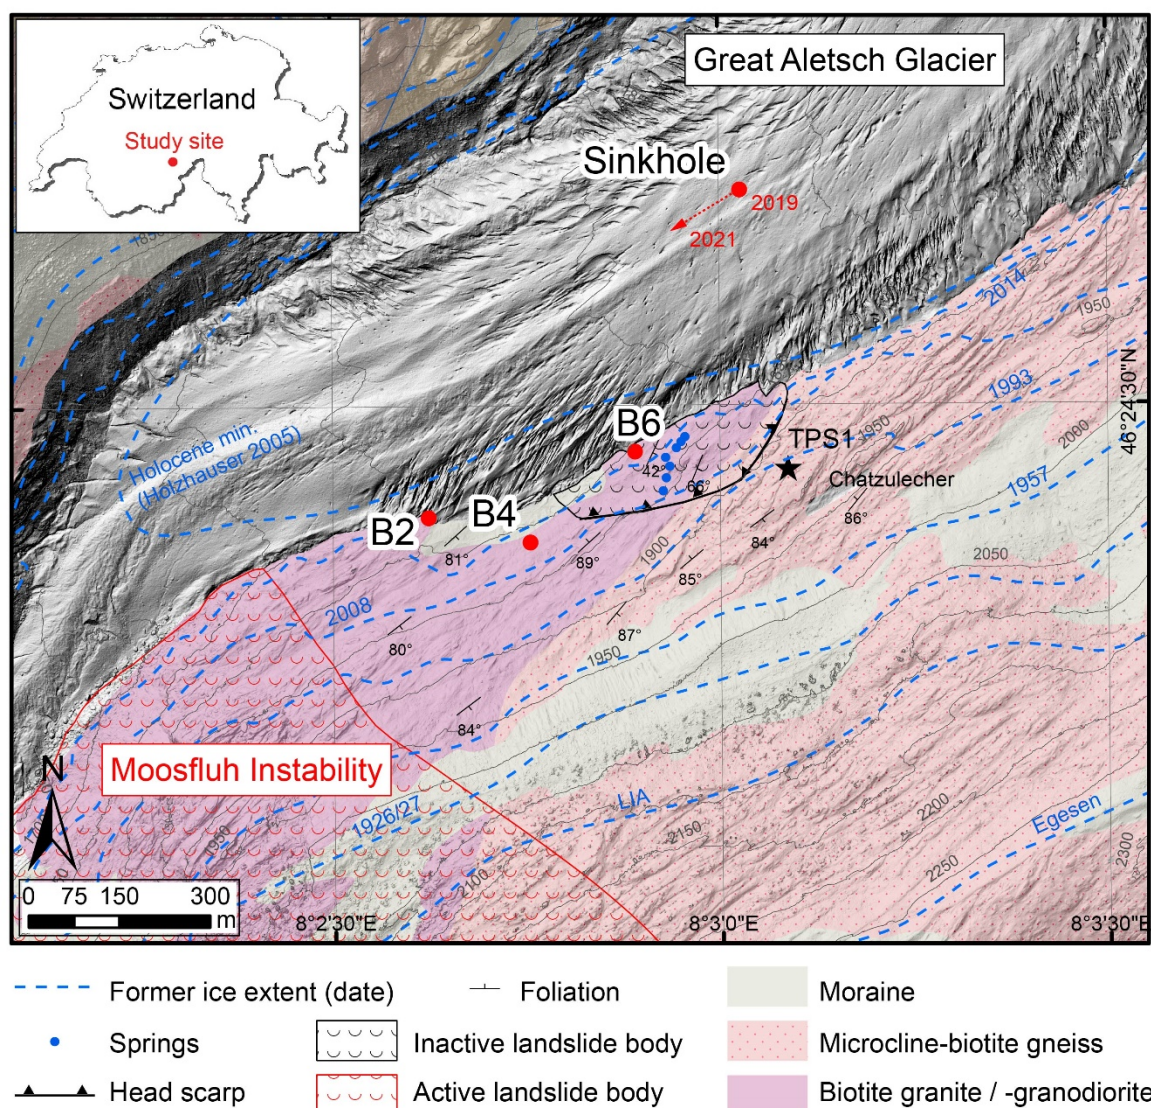 Great Aletsch Glacier
Switzerland
Study site
Sinkhole
2019
2021
1850
2014
1950
1993
46°24'30"N
Holocene min.
(Holzhauser 2005)
B6
TPS1
1950
2000
42°
66°
Chatzulecher
1957
B2
B4
86°
81°
89°
1900
84°
2050
85°
2008
80°
87°
1950
84°
Moosfluh Instability
N
1926/27
LIA
2200
Egesen
1950
2150
2300
2100
2250
0 75 150 300
m
8°2'30"E
8°3'0"E
8°3'30"E
Former ice extent (date)
Foliation
Moraine
Springs
Inactive landslide body
Microcline-biotite gneiss
Head scarp
Active landslide body
Biotite granite / -granodiorite